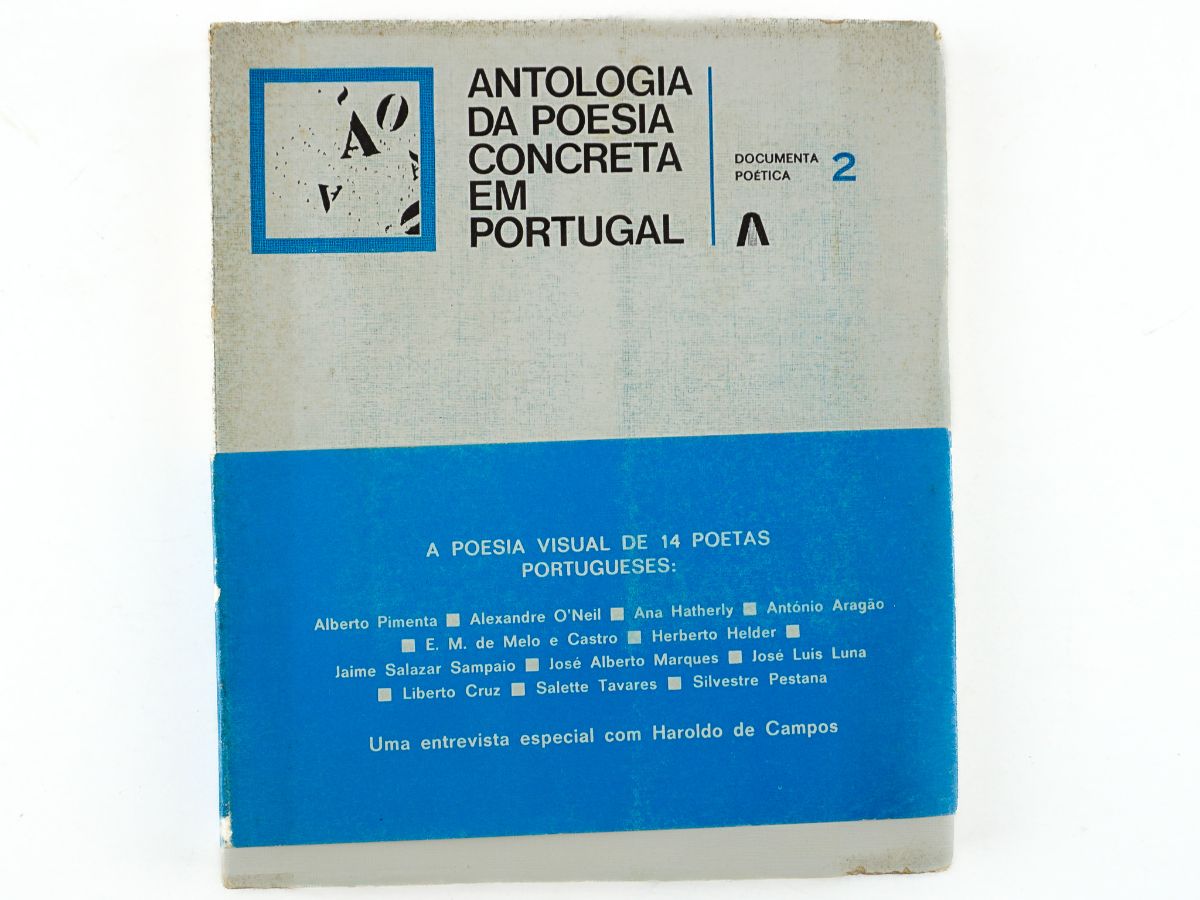 ANTOLOGIA
DA POESIA
CONCRETA
EM
PORTUGAL
DOCUMENTA
POÉTICA 2
A O
A
A POESIA VISUAL DE 14 POETAS
PORTUGUESES:
Alberto Pimenta ■ Alexandre O'Neil ■ Ana Hatherly ■ António Aragão
■ E. M. de Melo e Castro ■ Herberto Helder ■
Jaime Salazar Sampaio ■ José Alberto Marques ■ José Luis Luna
■ Liberto Cruz ■ Salette Tavares ■ Silvestre Pestana
Uma entrevista especial com Haroldo de Campos